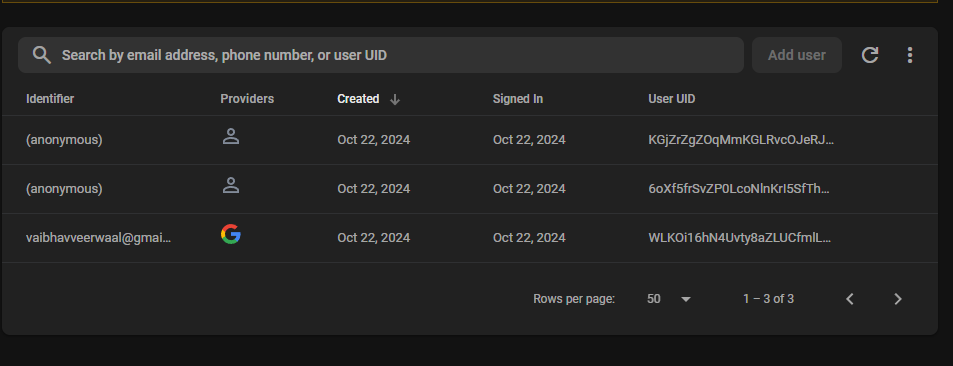 Search by email address, phone number, or user UID Add user
Identifier Providers Created Signed In User UID
(anonymous) Oct 22, 2024 Oct 22, 2024 KGjZrZgZOqMmKGLRvcOJeRJ…
(anonymous) Oct 22, 2024 Oct 22, 2024 6oXf5frSvZP0LcoNlnKrI5SfTh…
vaibhavveerwaal@gmai… Oct 22, 2024 Oct 22, 2024 WLKOi16hN4Uvty8aZLUCfmlL…
Rows per page: 50 1 – 3 of 3